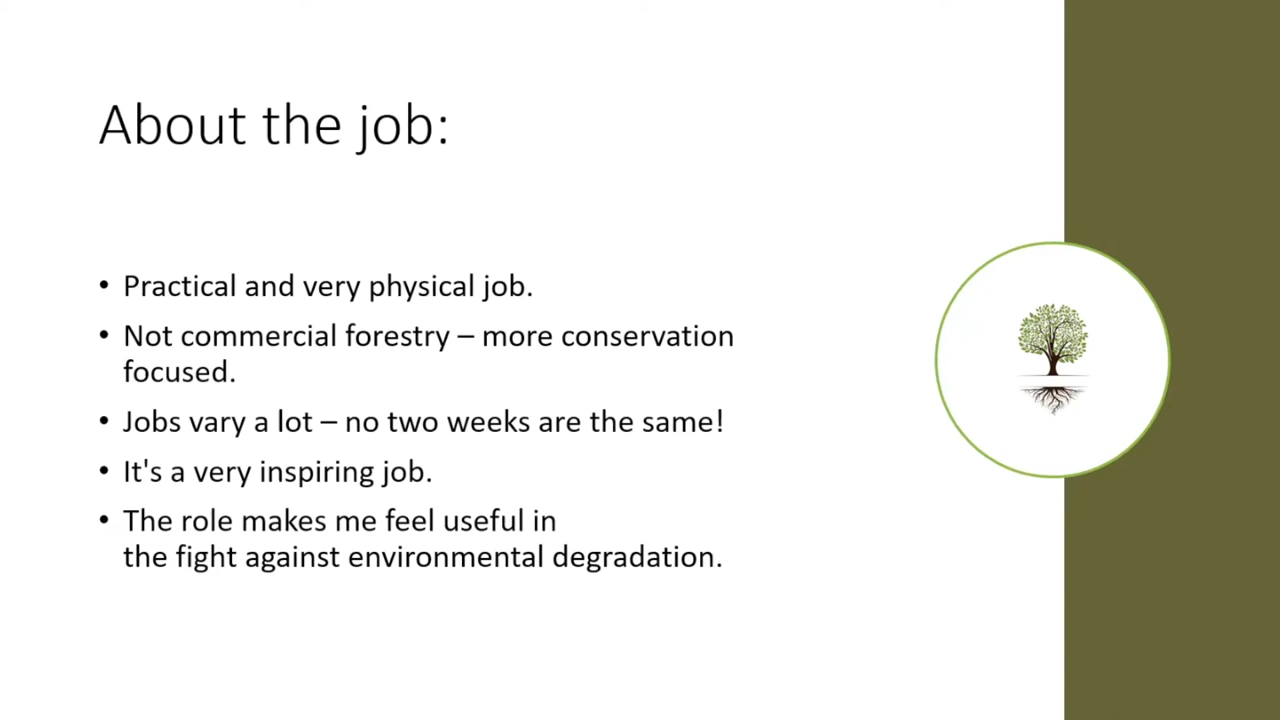 About the job:
• Practical and very physical job.
• Not commercial forestry – more conservation
focused.
• Jobs vary a lot – no two weeks are the same!
• It's a very inspiring job.
• The role makes me feel useful in
the fight against environmental degradation.